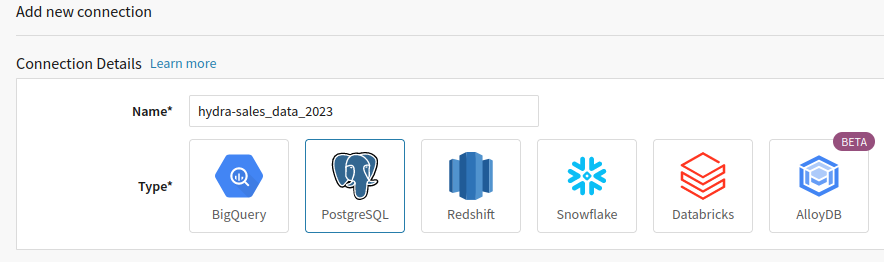 Add new connection
Connection Details Learn more
Name* hydra-sales_data_2023
BETA
Type*
BigQuery PostgreSQL Redshift Snowflake Databricks AlloyDB